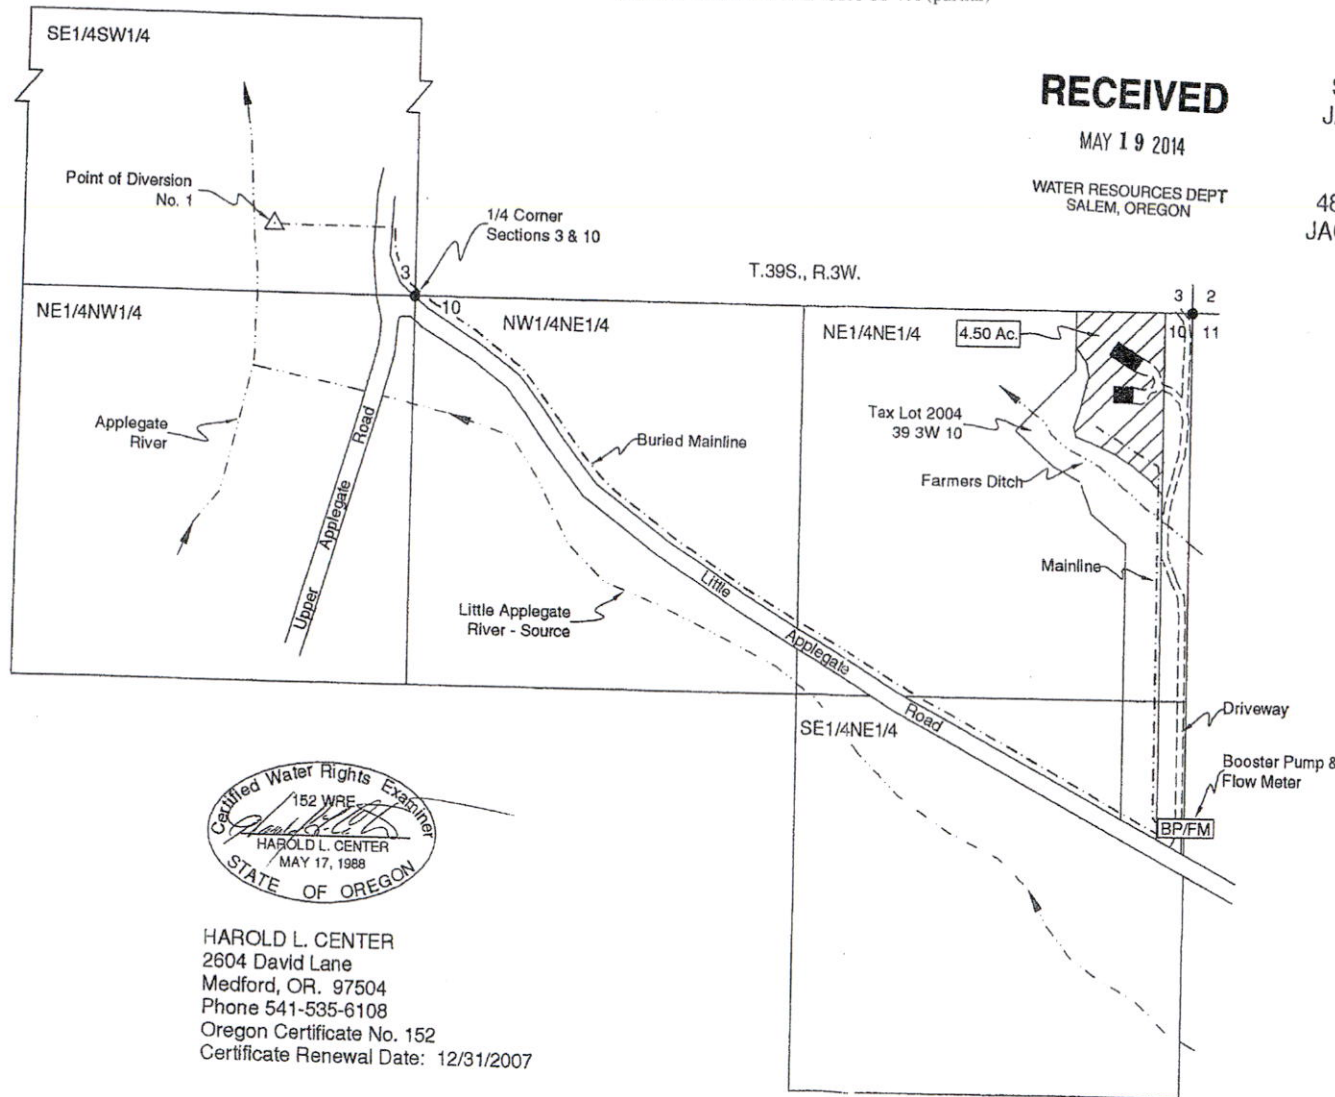 SE1/4SW1/4
RECEIVED
MAY 19 2014
WATER RESOURCES DEPT
SALEM, OREGON
48
Point of Diversion
No. 1
1/4 Corner
Sections 3 & 10
T.39S., R.3W.
3
10
3 2
10 11
NE1/4NW1/4
NW1/4NE1/4
NE1/4NE1/4
4.50 Ac.
Applegate
River
Tax Lot 2004
39 3W 10
Buried Mainline
Farmers Ditch
Upper Applegate Road
Mainline
Little Applegate
River - Source
Little Applegate Road
SE1/4NE1/4
Driveway
Booster Pump &
Flow Meter
BP/FM
Certified Water Rights Examiner
152 WRE
HAROLD L. CENTER
MAY 17, 1988
STATE OF OREGON
HAROLD L. CENTER
2604 David Lane
Medford, OR. 97504
Phone 541-535-6108
Oregon Certificate No. 152
Certificate Renewal Date: 12/31/2007